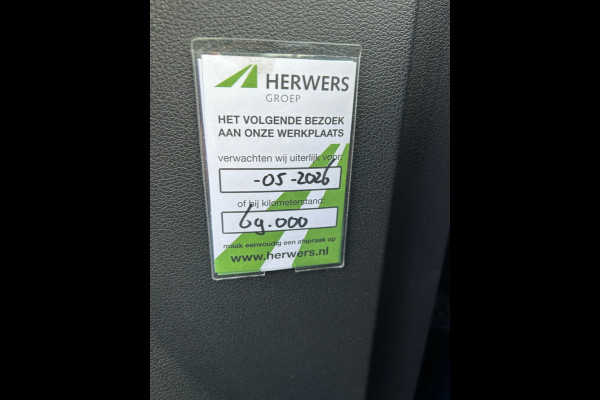 HERWERS
GROEP
HET VOLGENDE BEZOEK
AAN ONZE WERKPLAATS
verwachten wij uiterlijk voor:
-05-2026
of bij kilometerstand:
69.000
maak eenvoudig een afspraak op
www.herwers.nl